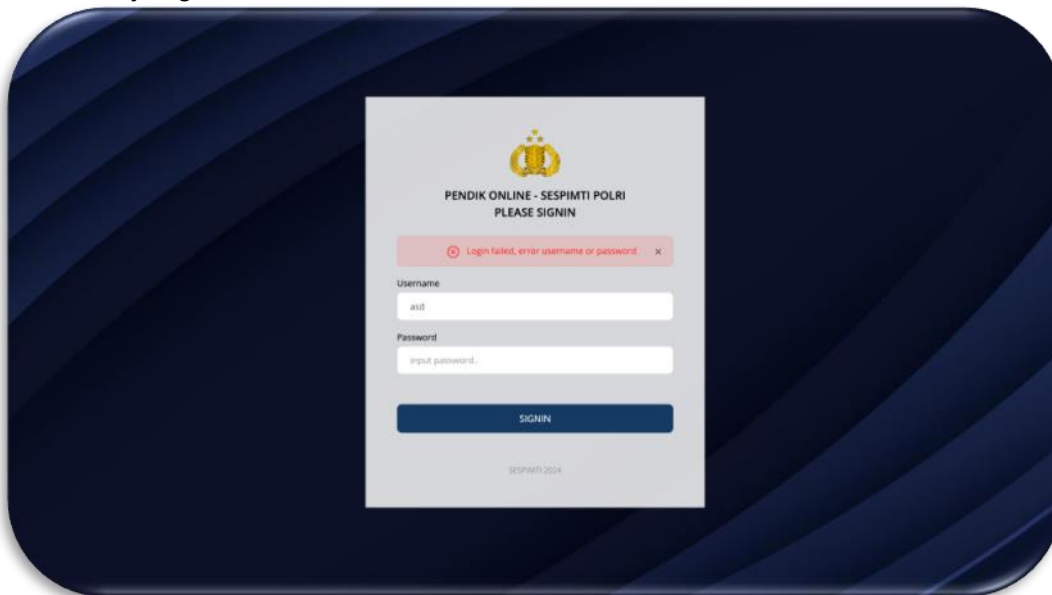 PENDIK ONLINE - SESPIMTI POLRI
PLEASE SIGNIN
Login failed, error username or password ×
Username
asd
Password
input password..
SIGNIN
SESPIMTI 2024